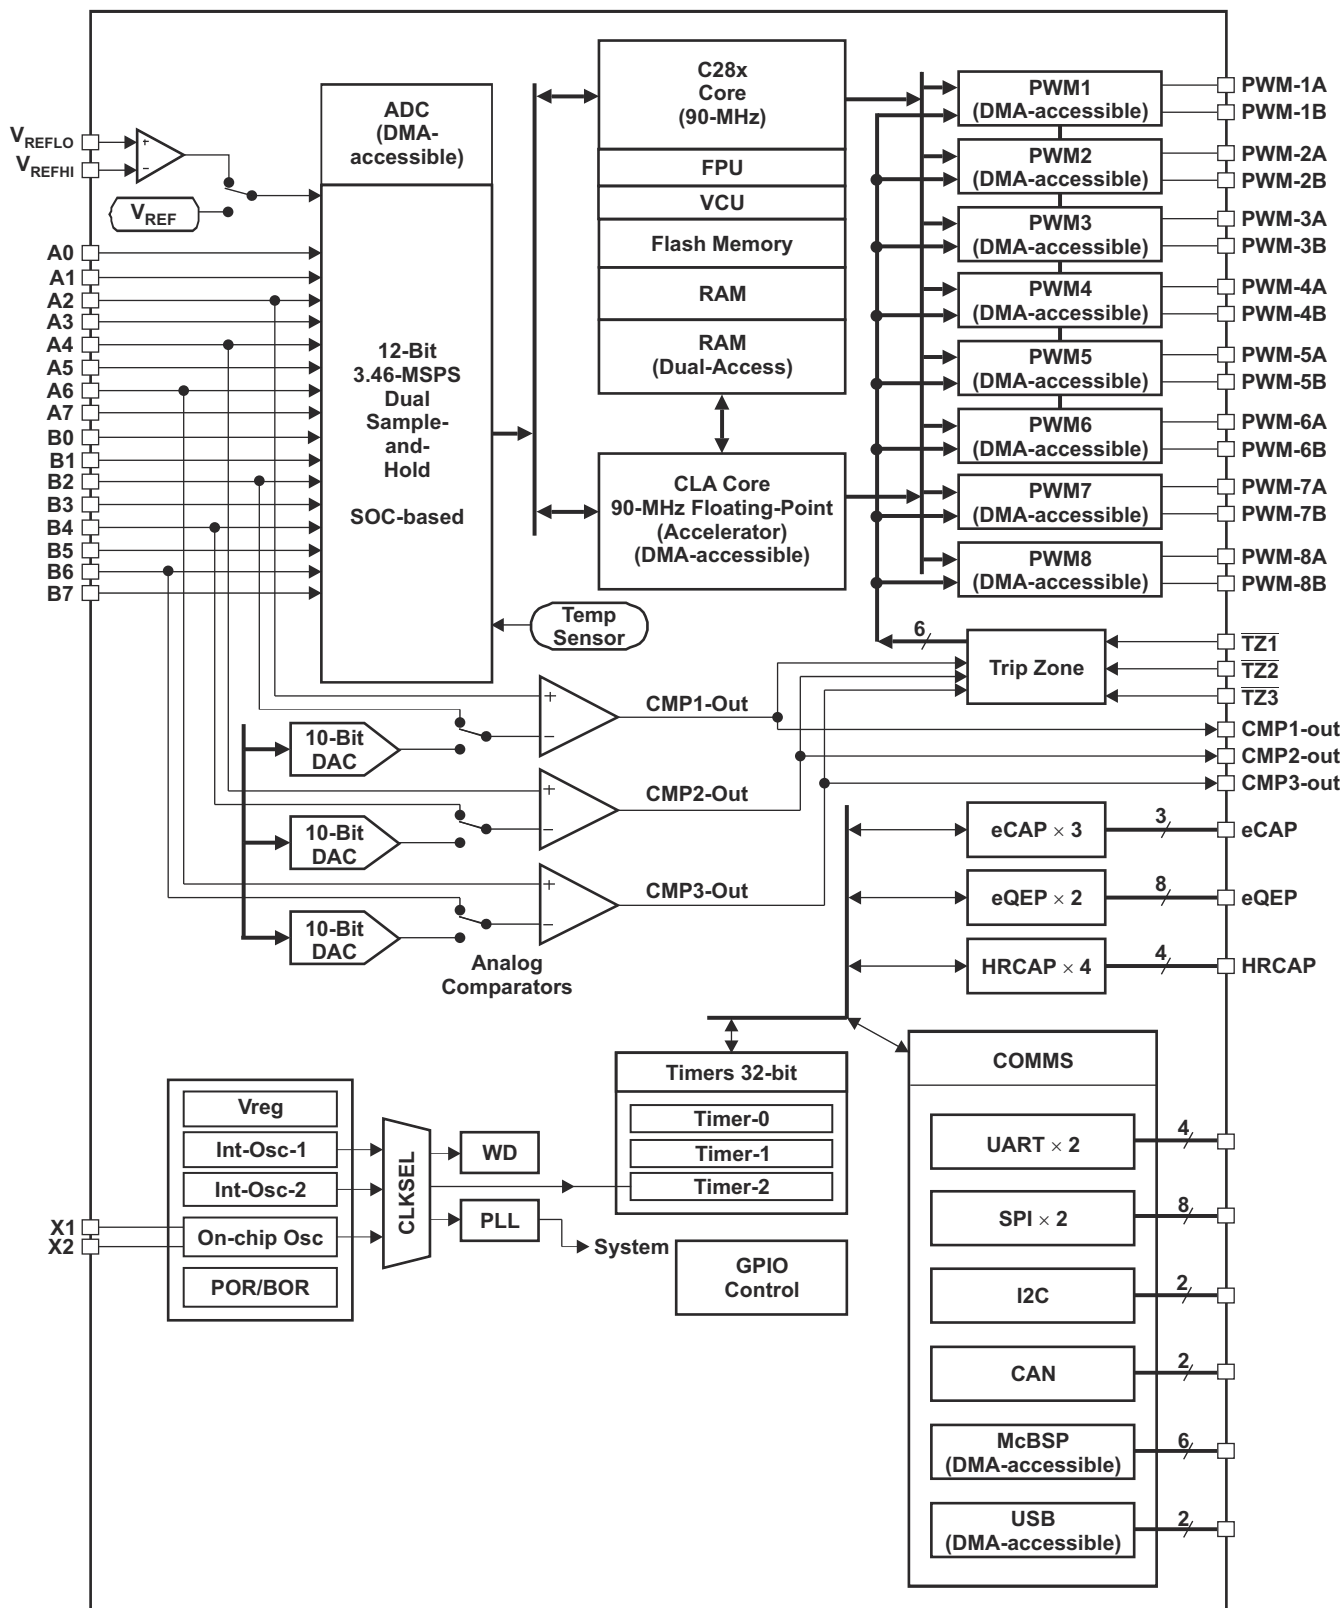 VREFLO
VREFHI
VREF
A0
A1
A2
A3
A4
A5
A6
A7
B0
B1
B2
B3
B4
B5
B6
B7
ADC
(DMA-
accessible)
12-Bit
3.46-MSPS
Dual
Sample-
and-
Hold
SOC-based
C28x
Core
(90-MHz)
FPU
VCU
Flash Memory
RAM
RAM
(Dual-Access)
CLA Core
90-MHz Floating-Point
(Accelerator)
(DMA-accessible)
Temp
Sensor
PWM1
(DMA-accessible)
PWM2
(DMA-accessible)
PWM3
(DMA-accessible)
PWM4
(DMA-accessible)
PWM5
(DMA-accessible)
PWM6
(DMA-accessible)
PWM7
(DMA-accessible)
PWM8
(DMA-accessible)
PWM-1A
PWM-1B
PWM-2A
PWM-2B
PWM-3A
PWM-3B
PWM-4A
PWM-4B
PWM-5A
PWM-5B
PWM-6A
PWM-6B
PWM-7A
PWM-7B
PWM-8A
PWM-8B
6
Trip Zone
TZ1
TZ2
TZ3
CMP1-out
CMP2-out
CMP3-out
10-Bit
DAC
CMP1-Out
10-Bit
DAC
CMP2-Out
10-Bit
DAC
CMP3-Out
Analog
Comparators
eCAP × 3
3
eCAP
eQEP × 2
8
eQEP
HRCAP × 4
4
HRCAP
Timers 32-bit
Timer-0
Timer-1
Timer-2
Vreg
Int-Osc-1
Int-Osc-2
On-chip Osc
POR/BOR
X1
X2
CLKSEL
WD
PLL
System
GPIO
Control
COMMS
UART × 2
4
SPI × 2
8
I2C
2
CAN
2
McBSP
(DMA-accessible)
6
USB
(DMA-accessible)
2